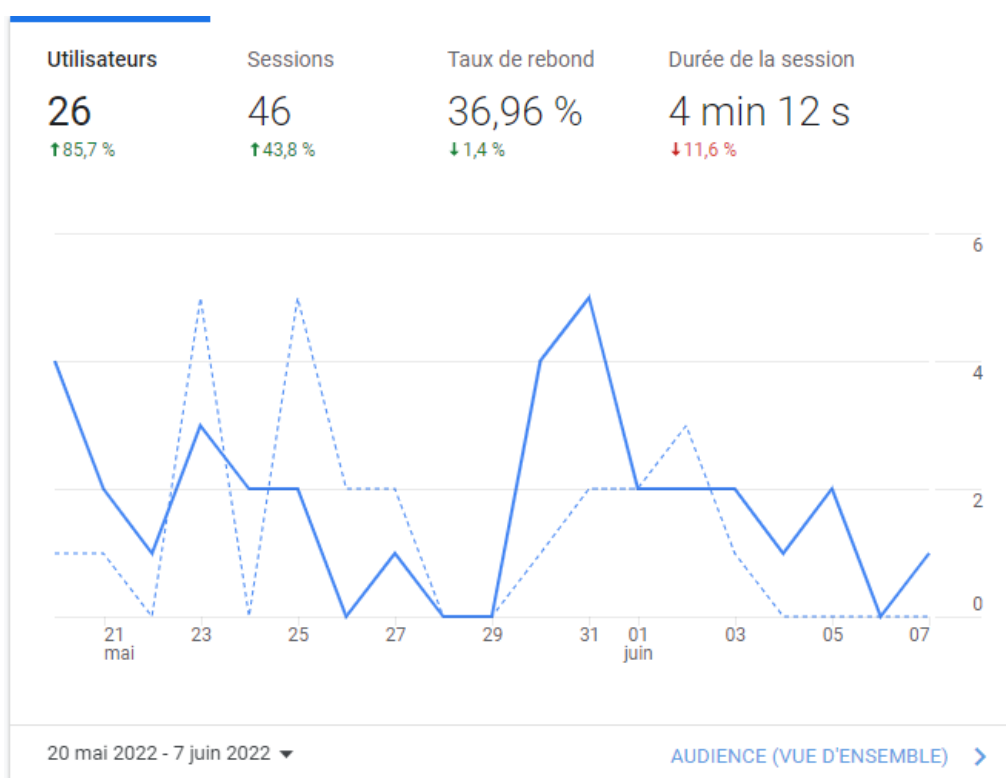 Utilisateurs Sessions Taux de rebond Durée de la session
26 46 36,96 % 4 min 12 s
↑85,7 % ↑43,8 % ↓1,4 % ↓11,6 %
6
4
2
0
21 23 25 27 29 31 01 03 05 07
mai juin
20 mai 2022 - 7 juin 2022 AUDIENCE (VUE D'ENSEMBLE)